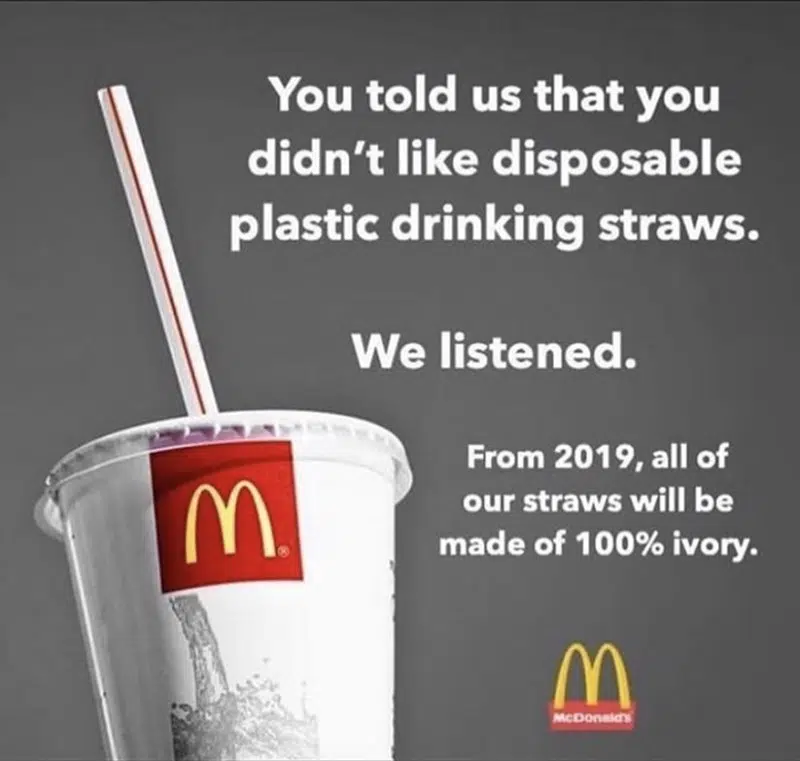 You told us that you
didn't like disposable
plastic drinking straws.
We listened.
From 2019, all of
our straws will be
made of 100% ivory.
M®
M
McDonald's